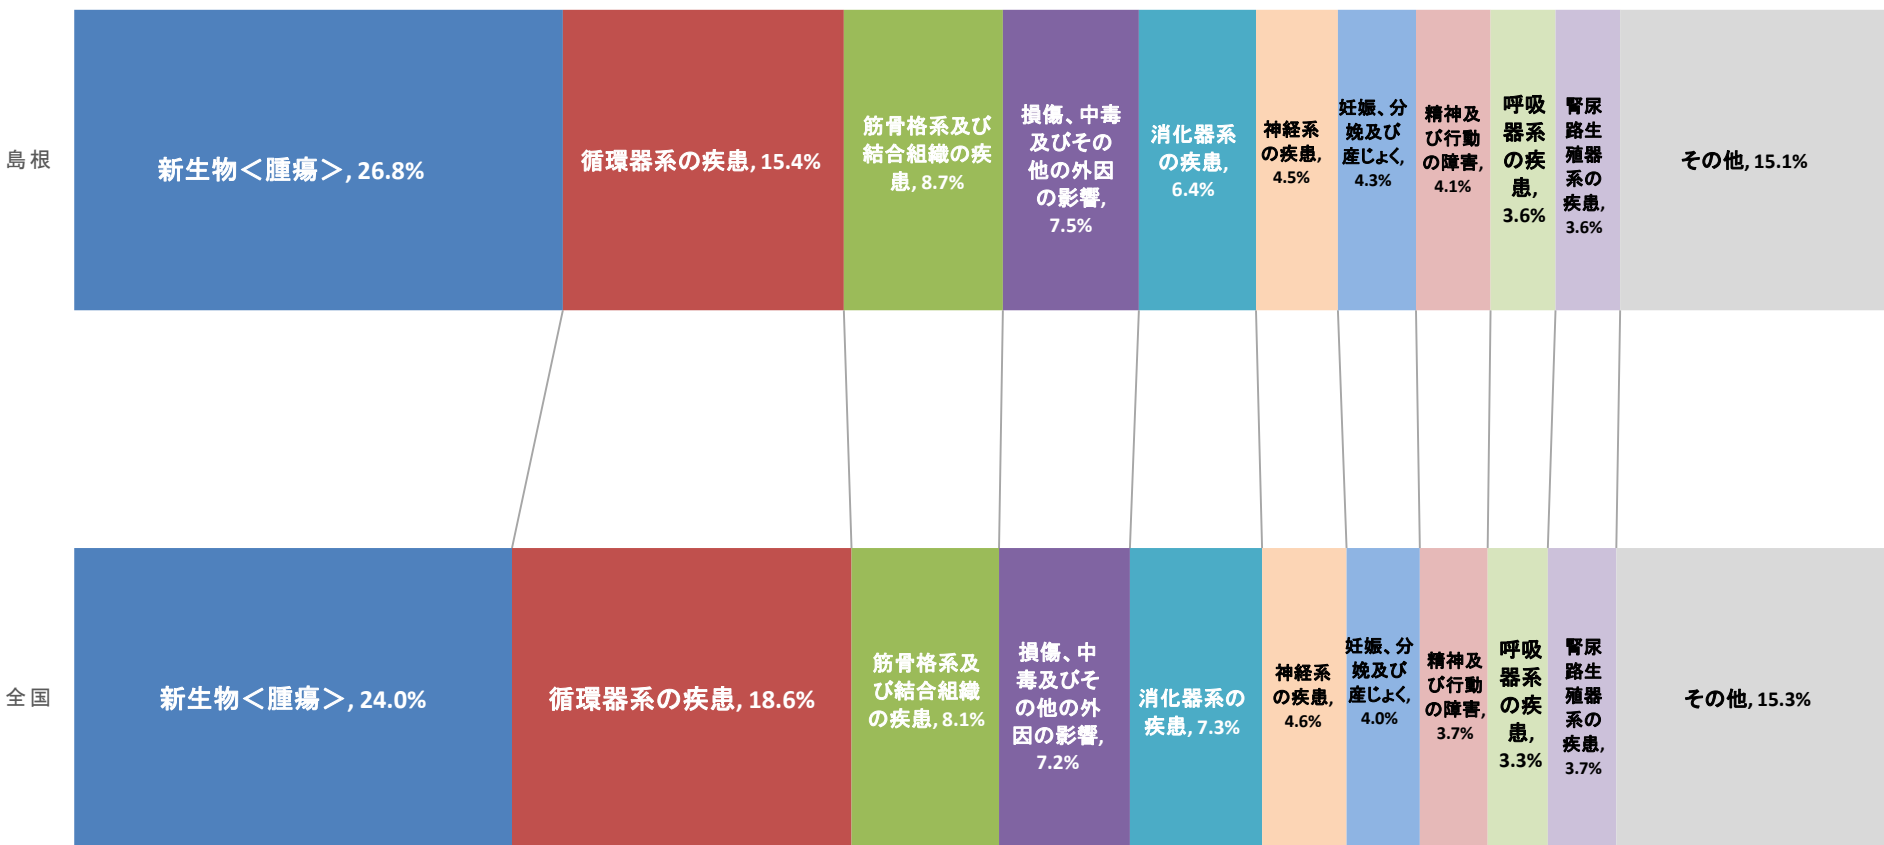 島根
新生物＜腫瘍＞, 26.8%
循環器系の疾患, 15.4%
筋骨格系及び
結合組織の疾
患, 8.7%
損傷、中毒
及びその
他の外因
の影響,
7.5%
消化器系
の疾患,
6.4%
神経系
の疾患,
4.5%
妊娠、分
娩及び
産じょく,
4.3%
精神及
び行動
の障害,
4.1%
呼吸
器系
の疾
患,
3.6%
腎尿
路生
殖器
系の
疾患,
3.6%
その他, 15.1%
全国
新生物＜腫瘍＞, 24.0%
循環器系の疾患, 18.6%
筋骨格系及
び結合組織
の疾患, 8.1%
損傷、中
毒及びそ
の他の外
因の影響,
7.2%
消化器系の
疾患, 7.3%
神経系
の疾患,
4.6%
妊娠、分
娩及び
産じょく,
4.0%
精神及
び行動
の障害,
3.7%
呼吸
器系
の疾
患,
3.3%
腎尿
路生
殖器
系の
疾患,
3.7%
その他, 15.3%